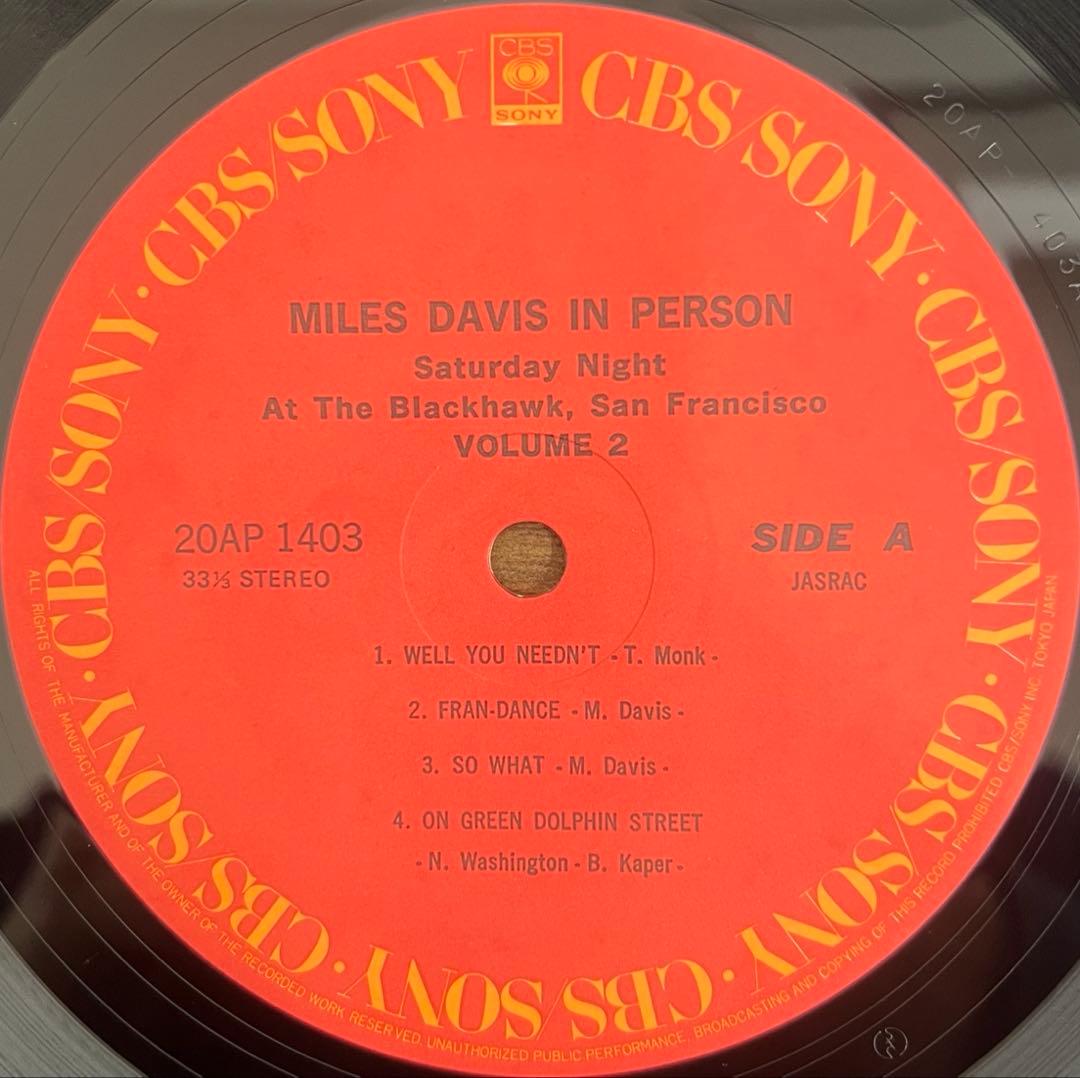 CBS
SONY
CBS/SONY · CBS/SONY · CBS/SONY · CBS/SONY · CBS/SONY · CBS/SONY · CBS/SONY · CBS/SONY
MILES DAVIS IN PERSON
Saturday Night
At The Blackhawk, San Francisco
VOLUME 2
20AP 1403
33⅓ STEREO
SIDE A
JASRAC
1. WELL YOU NEEDN'T - T. Monk -
2. FRAN-DANCE - M. Davis -
3. SO WHAT - M. Davis -
4. ON GREEN DOLPHIN STREET
- N. Washington - B. Kaper -
ALL RIGHTS OF THE MANUFACTURER AND OF THE OWNER OF THE RECORDED WORK RESERVED. UNAUTHORIZED PUBLIC PERFORMANCE, BROADCASTING AND COPYING OF THIS RECORD PROHIBITED CBS/SONY INC. TOKYO JAPAN
20AP-